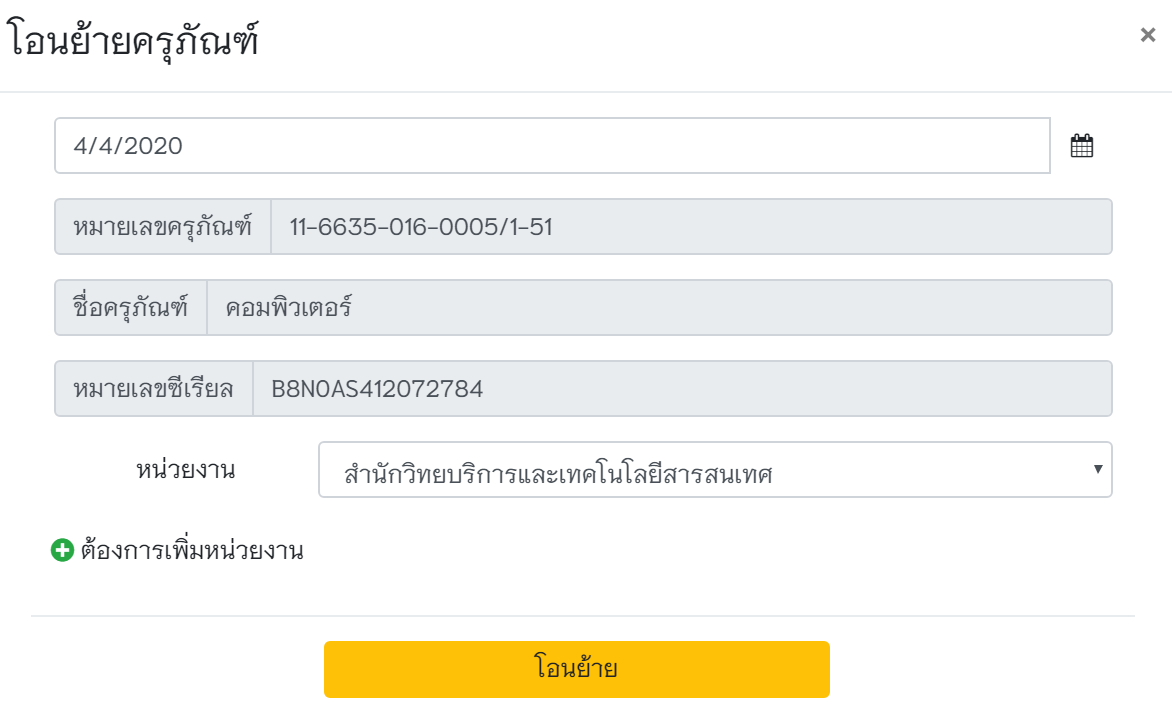 โอนย้ายครุภัณฑ์ ×
4/4/2020
หมายเลขครุภัณฑ์ 11-6635-016-0005/1-51
ชื่อครุภัณฑ์ คอมพิวเตอร์
หมายเลขซีเรียล B8N0AS412072784
หน่วยงาน สำนักวิทยบริการและเทคโนโลยีสารสนเทศ
ต้องการเพิ่มหน่วยงาน
โอนย้าย